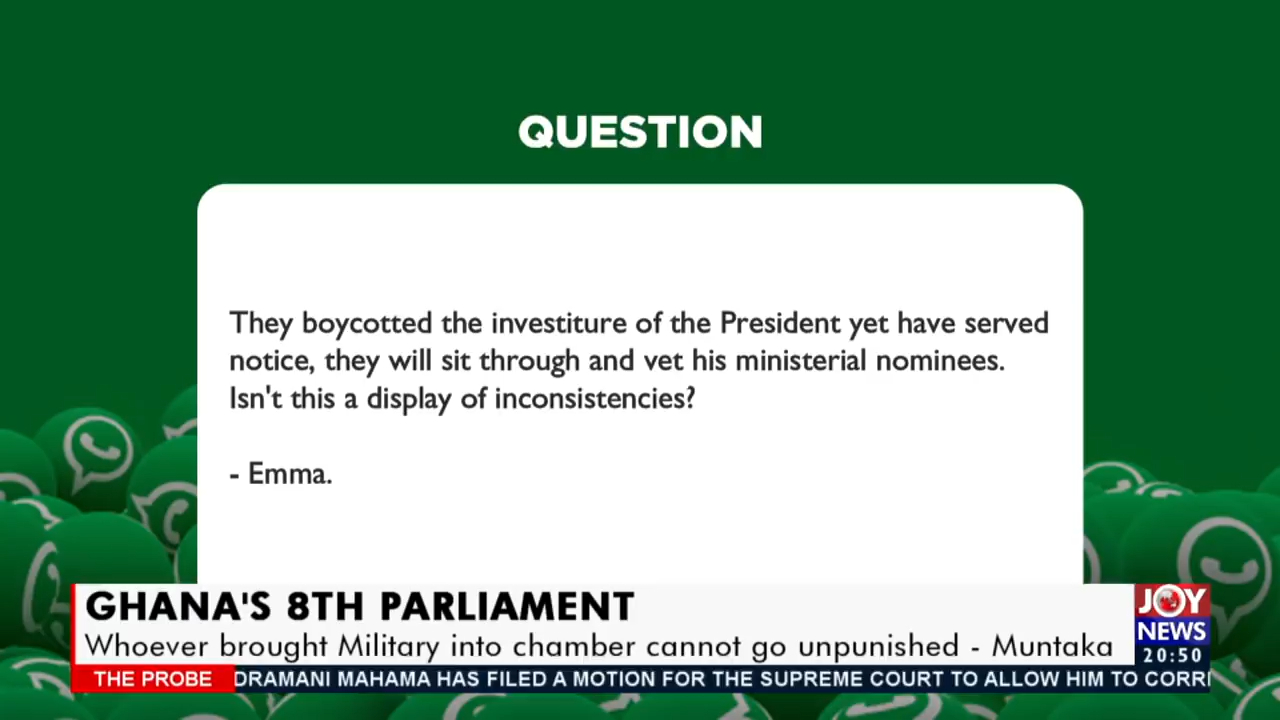 QUESTION
They boycotted the investiture of the President yet have served
notice, they will sit through and vet his ministerial nominees.
Isn't this a display of inconsistencies?
- Emma.
GHANA'S 8TH PARLIAMENT
Whoever brought Military into chamber cannot go unpunished - Muntaka
JOY
NEWS
20:50
THE PROBE
DRAMANI MAHAMA HAS FILED A MOTION FOR THE SUPREME COURT TO ALLOW HIM TO